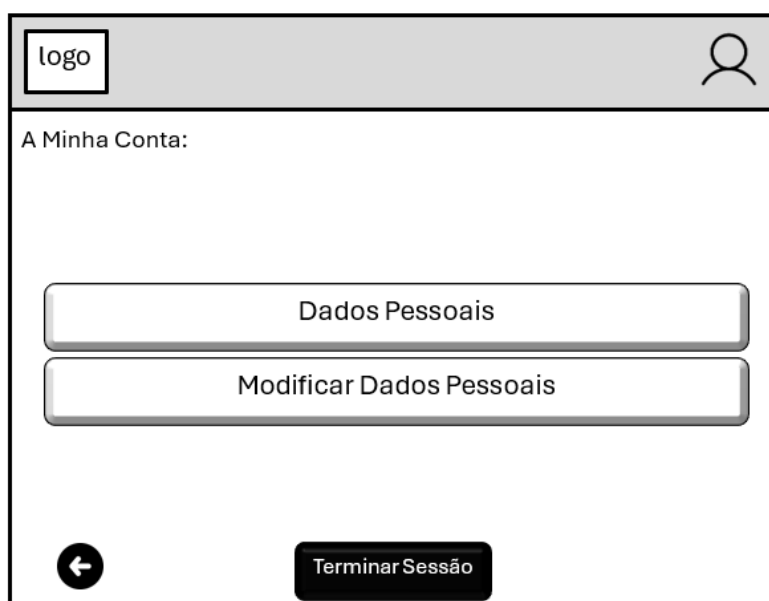 logo
A Minha Conta:
Dados Pessoais
Modificar Dados Pessoais
Terminar Sessão